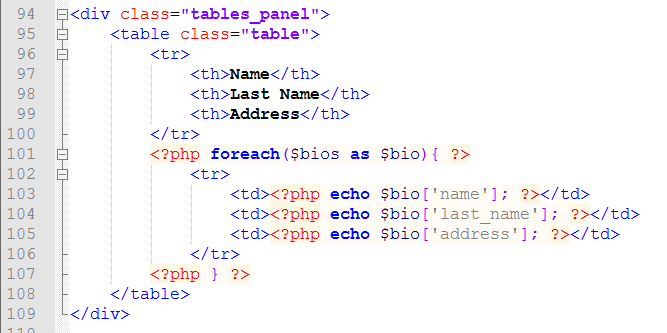 94 <div class="tables_panel">
95 <table class="table">
96 <tr>
97 <th>Name</th>
98 <th>Last Name</th>
99 <th>Address</th>
100 </tr>
101 <?php foreach($bios as $bio){ ?>
102 <tr>
103 <td><?php echo $bio['name']; ?></td>
104 <td><?php echo $bio['last_name']; ?></td>
105 <td><?php echo $bio['address']; ?></td>
106 </tr>
107 <?php } ?>
108 </table>
109 </div>